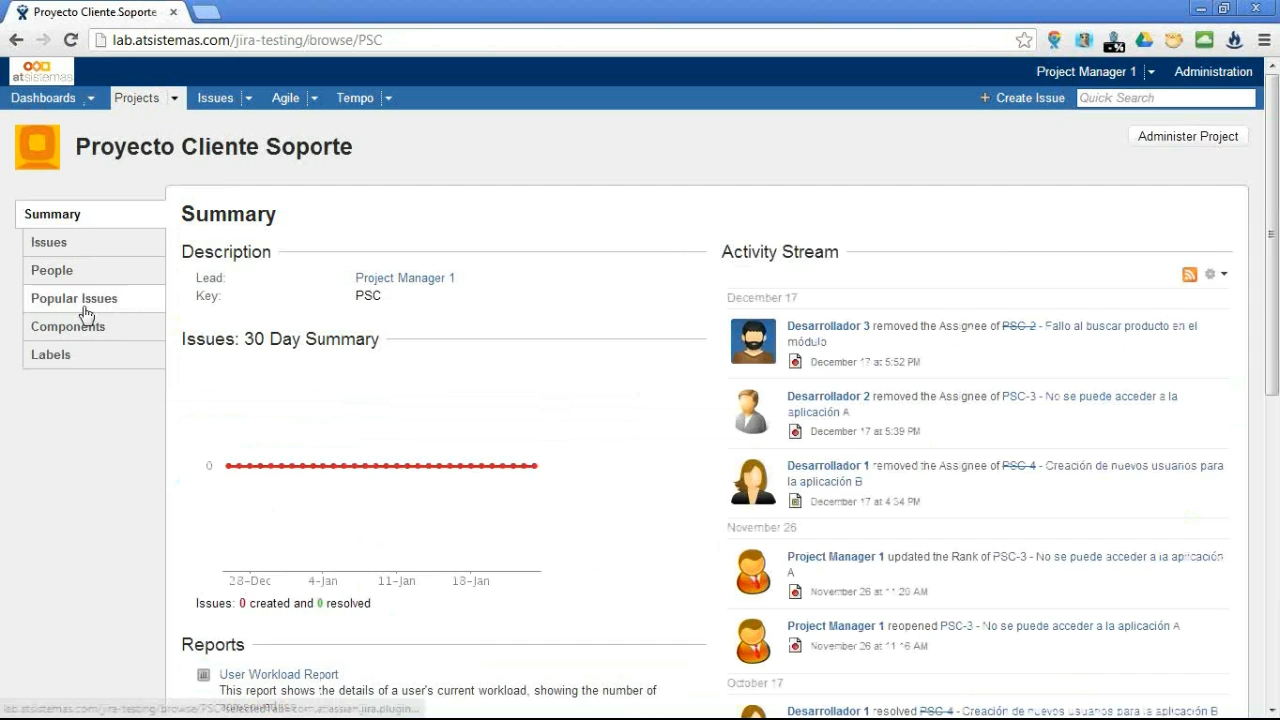 Proyecto Cliente Soporte
lab.atsistemas.com/jira-testing/browse/PSC
atsistemas
Project Manager 1
Administration
Dashboards
Projects
Issues
Agile
Tempo
+ Create Issue
Quick Search
Proyecto Cliente Soporte
Administer Project
Summary
Issues
People
Popular Issues
Components
Labels
Summary
Description
Lead: Project Manager 1
Key: PSC
Issues: 30 Day Summary
0
28-Dec 4-Jan 11-Jan 18-Jan
Issues: 0 created and 0 resolved
Reports
User Workload Report
This report shows the details of a user's current workload, showing the number of
Activity Stream
December 17
Desarrollador 3 removed the Assignee of PSC-2 - Fallo al buscar producto en el
módulo
December 17 at 5:52 PM
Desarrollador 2 removed the Assignee of PSC-3 - No se puede acceder a la
aplicación A
December 17 at 5:39 PM
Desarrollador 1 removed the Assignee of PSC-4 - Creación de nuevos usuarios para
la aplicación B
December 17 at 4:34 PM
November 26
Project Manager 1 updated the Rank of PSC-3 - No se puede acceder a la aplicación
A
November 26 at 11:20 AM
Project Manager 1 reopened PSC-3 - No se puede acceder a la aplicación A
November 26 at 11:16 AM
October 17
Desarrollador 1 resolved PSC-4 - Creación de nuevos usuarios para la aplicación B